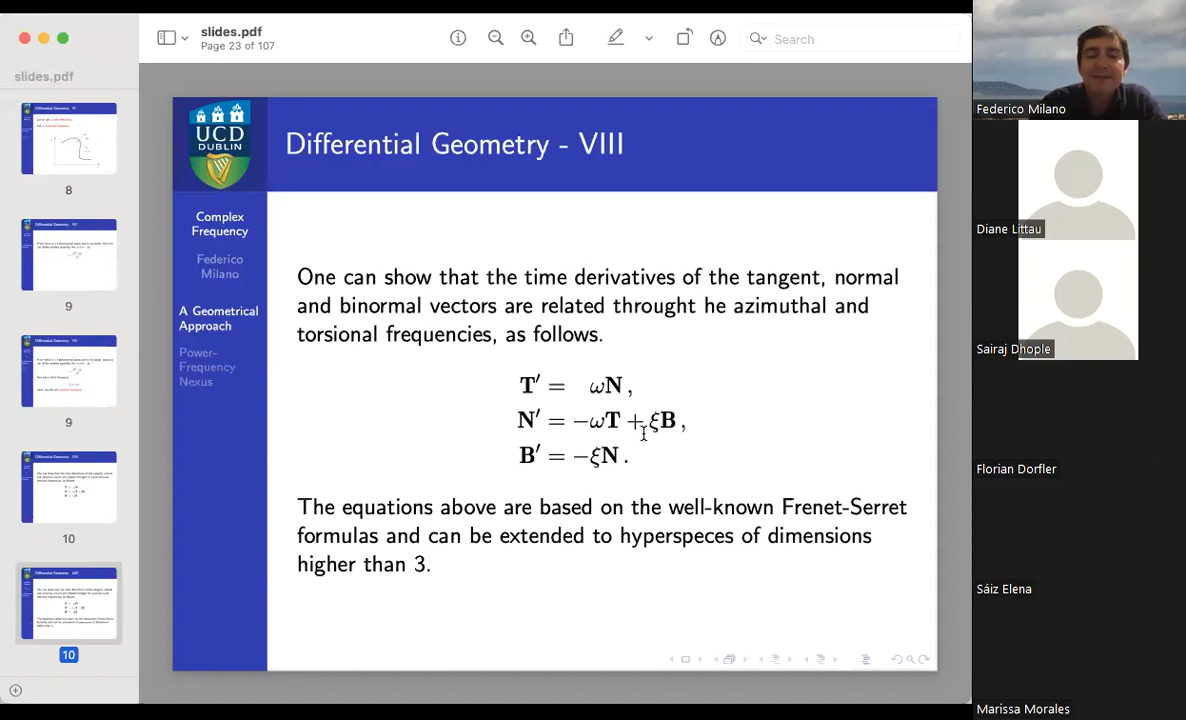 slides.pdf
Page 23 of 107
Search
slides.pdf
8
9
9
10
10
UCD
DUBLIN
Differential Geometry - VIII
Complex
Frequency
Federico
Milano
A Geometrical
Approach
Power-
Frequency
Nexus
One can show that the time derivatives of the tangent, normal
and binormal vectors are related throught he azimuthal and
torsional frequencies, as follows.
T′ = ωN ,
N′ = −ωT + ξB ,
B′ = −ξN .
The equations above are based on the well-known Frenet-Serret
formulas and can be extended to hyperspeces of dimensions
higher than 3.
Federico Milano
Diane Littau
Sairaj Dhople
Florian Dorfler
Sáiz Elena
Marissa Morales